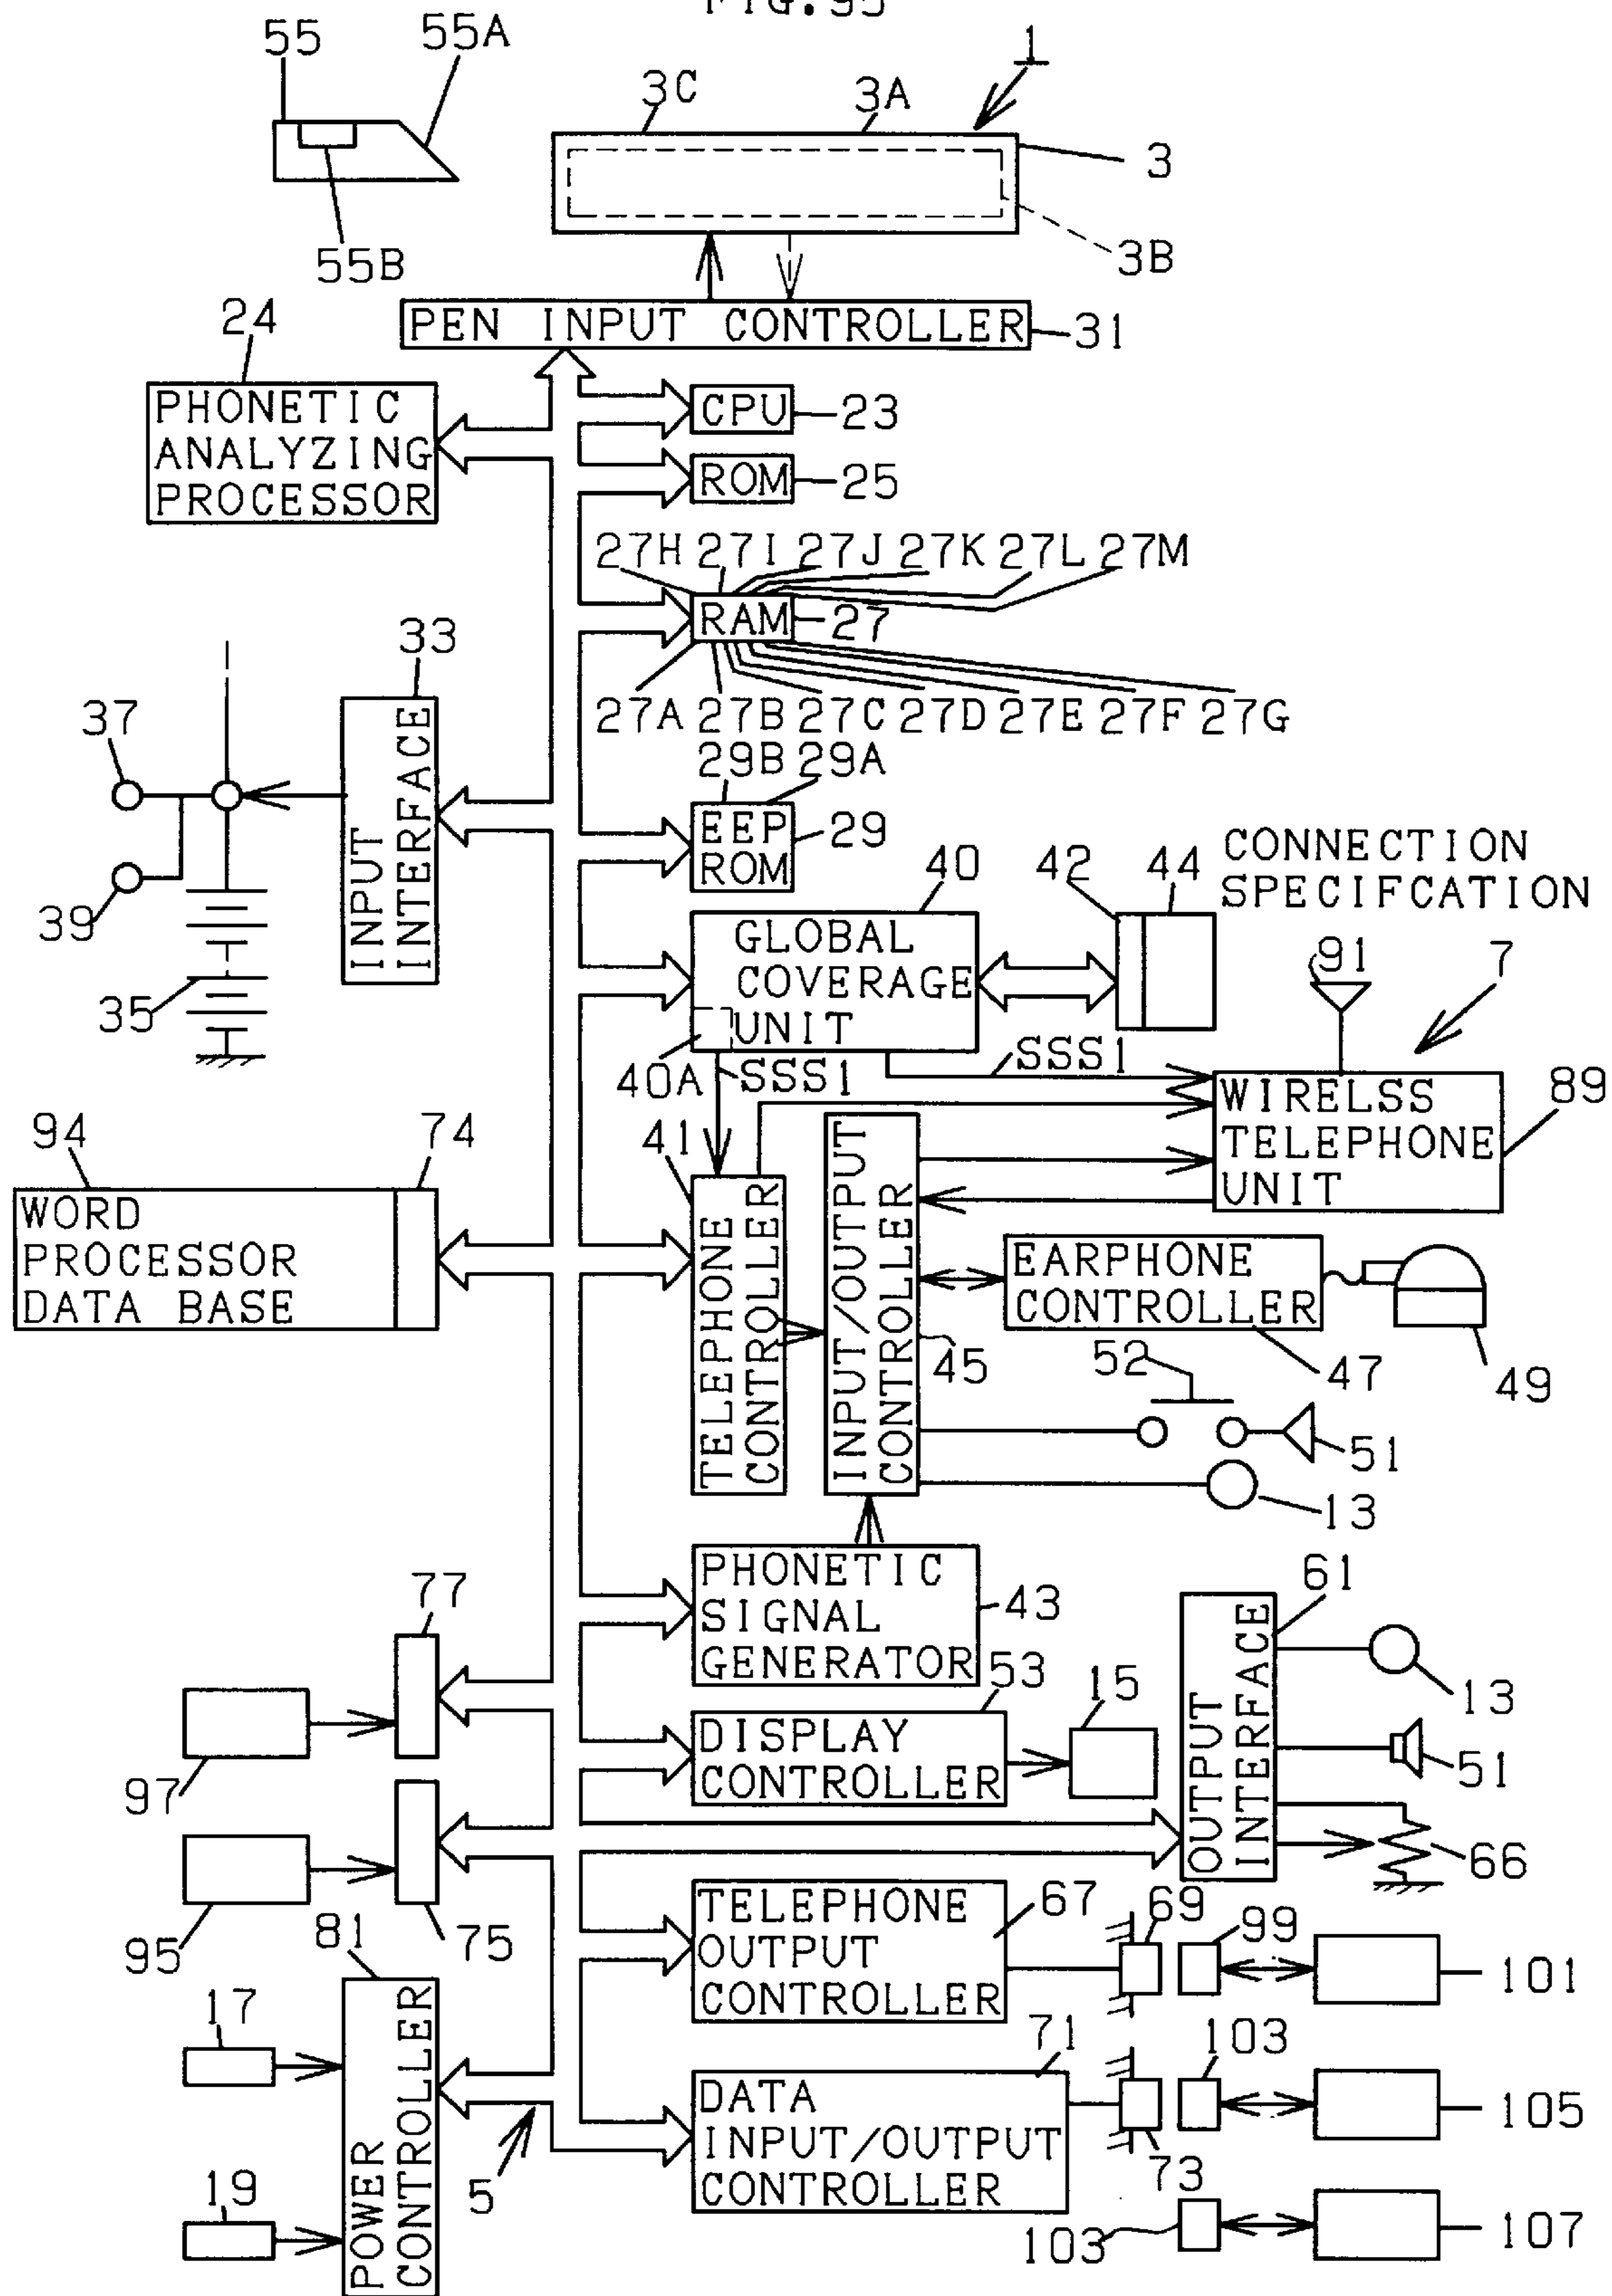 FIG.95
55
55A
1
3C
3A
3
3B
55B
24
PEN INPUT CONTROLLER
31
PHONETIC
ANALYZING
PROCESSOR
CPU
23
ROM
25
27H 27I 27J 27K 27L 27M
RAM
27
33
27A 27B 27C 27D 27E 27F 27G
37
29B 29A
INPUT
INTERFACE
EEP
ROM
29
39
35
40
42
44
CONNECTION
SPECIFCATION
GLOBAL
COVERAGE
UNIT
91
7
40A
SSS1
SSS1
WIRELSS
TELEPHONE
UNIT
89
94
74
41
WORD
PROCESSOR
DATA BASE
TELEPHONE
CONTROLLER
INPUT/OUTPUT
CONTROLLER
EARPHONE
CONTROLLER
45
52
47
49
51
13
77
PHONETIC
SIGNAL
GENERATOR
43
61
53
15
OUTPUT
INTERFACE
13
97
DISPLAY
CONTROLLER
51
66
95
75
81
TELEPHONE
OUTPUT
CONTROLLER
67
69
99
101
17
POWER
CONTROLLER
71
103
DATA
INPUT/OUTPUT
CONTROLLER
105
73
19
5
103
107